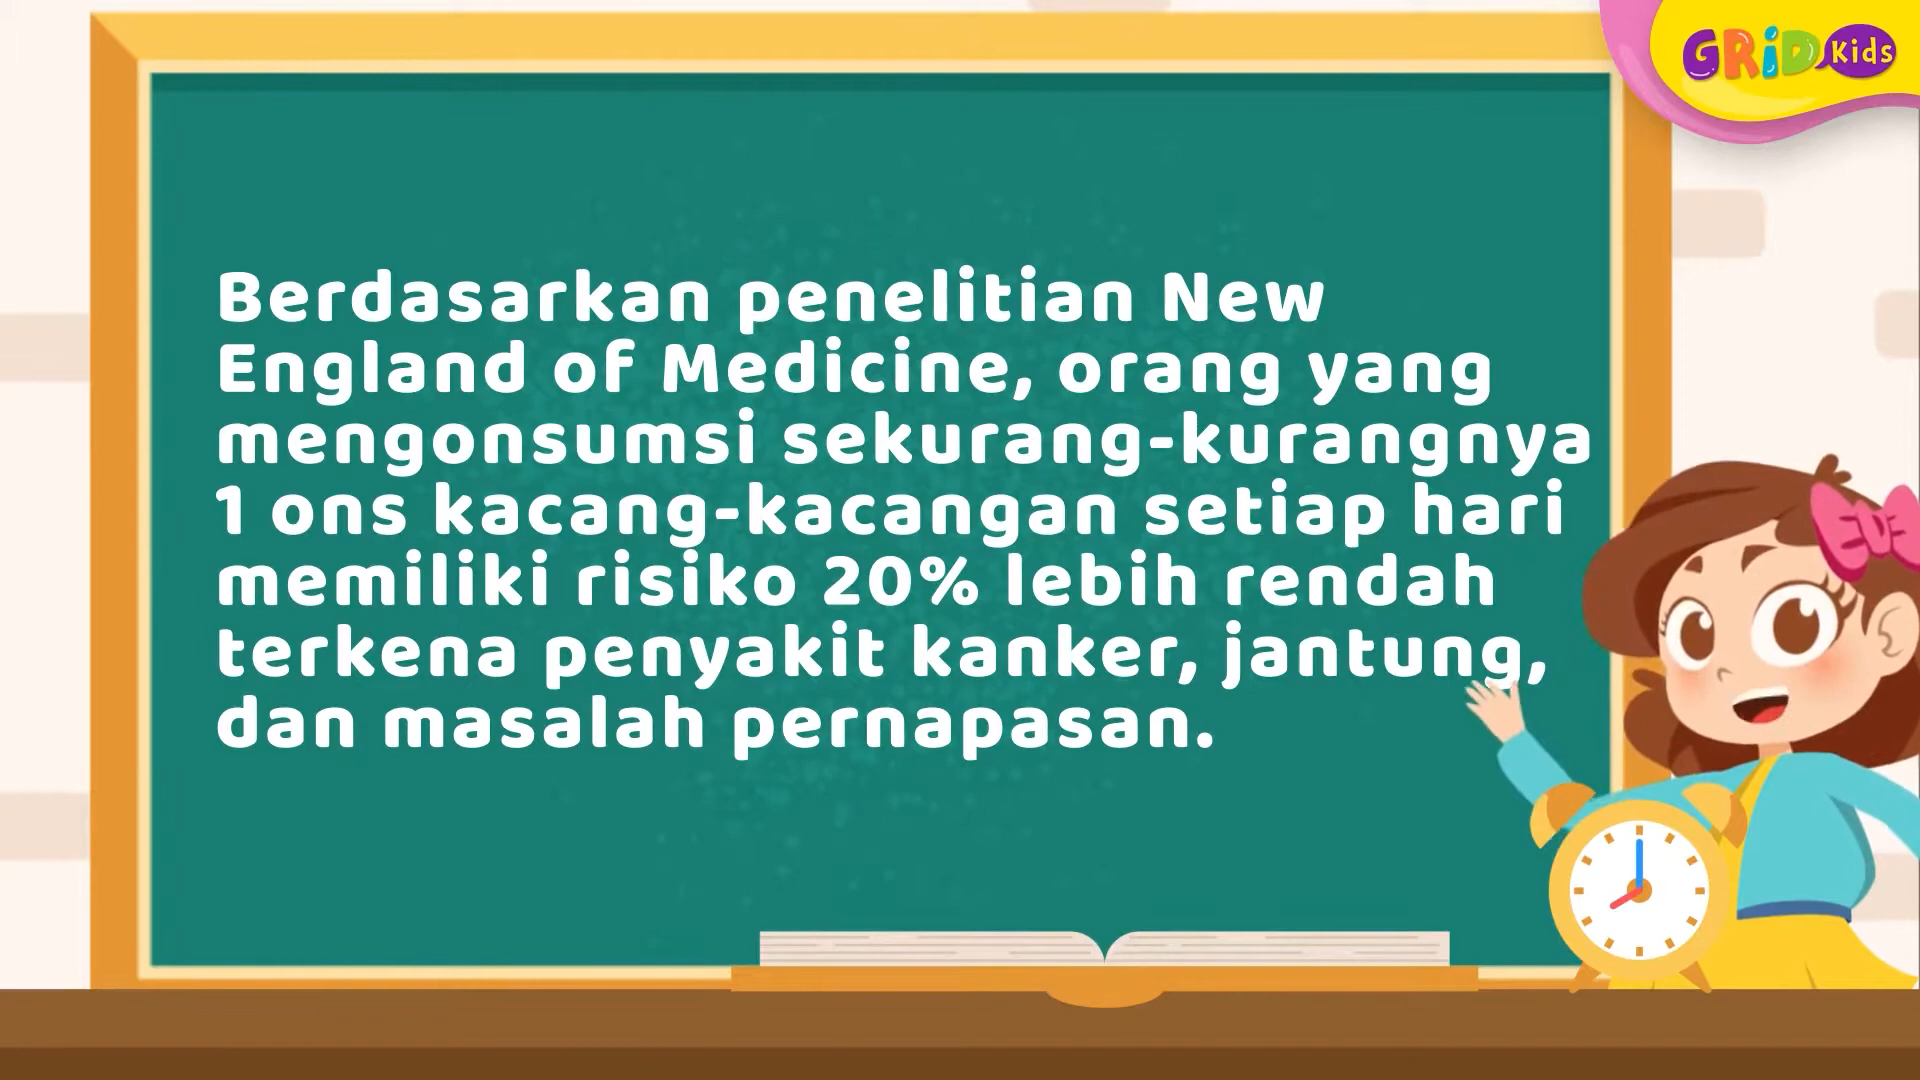 GRiD Kids
Berdasarkan penelitian New
England of Medicine, orang yang
mengonsumsi sekurang-kurangnya
1 ons kacang-kacangan setiap hari
memiliki risiko 20% lebih rendah
terkena penyakit kanker, jantung,
dan masalah pernapasan.